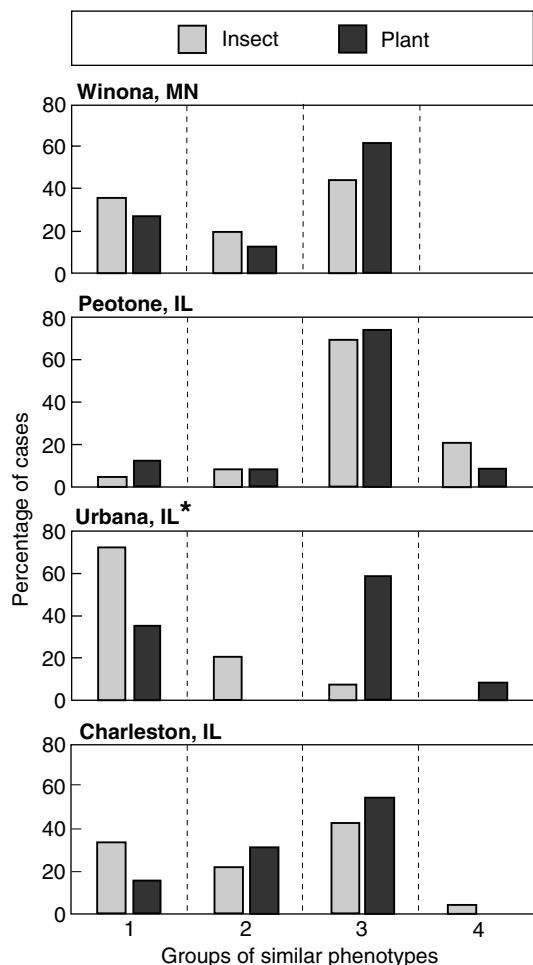 Insect Plant
Winona, MN
80
60
40
20
0
Peotone, IL
80
60
40
20
0
Urbana, IL*
80
60
40
20
0
Charleston, IL
80
60
40
20
0
1 2 3 4
Groups of similar phenotypes
Percentage of cases